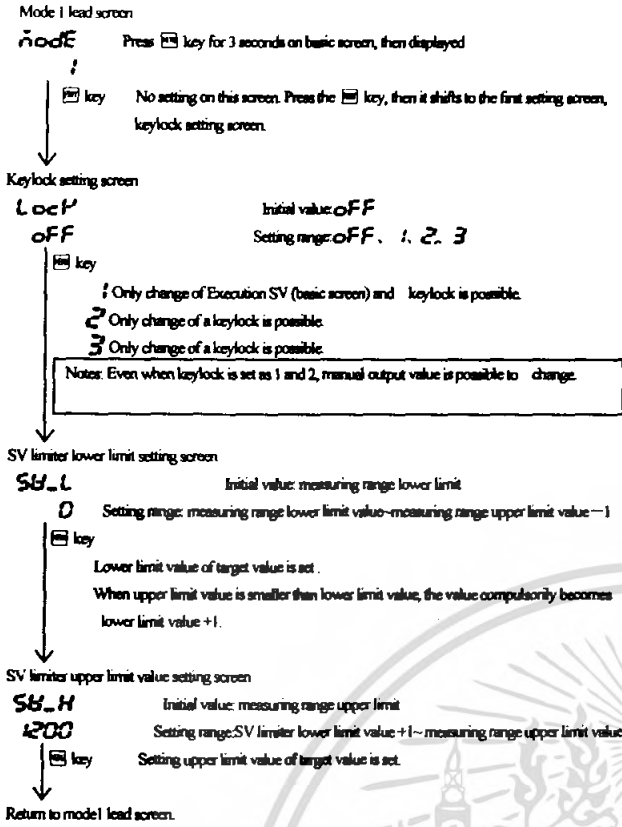 Mode 1 lead screen
ñodE Press MENU key for 3 seconds on basic screen, then displayed
1
key No setting on this screen. Press the key, then it shifts to the first setting screen,
keylock setting screen.
Keylock setting screen
Lock Initial value:oFF
oFF Setting range:oFF、1、2、3
key
1 Only change of Execution SV (basic screen) and keylock is possible.
2 Only change of a keylock is possible.
3 Only change of a keylock is possible.
Notes: Even when keylock is set as 1 and 2, manual output value is possible to change.
SV limiter lower limit setting screen
SV_L Initial value: measuring range lower limit
0 Setting range: measuring range lower limit value~measuring range upper limit value－1
key
Lower limit value of target value is set .
When upper limit value is smaller than lower limit value, the value compulsorily becomes
lower limit value +1.
SV limiter upper limit value setting screen
SV_H Initial value: measuring range upper limit
1200 Setting range:SV limiter lower limit value +1~ measuring range upper limit value
key Setting upper limit value of target value is set.
Return to mode1 lead screen.